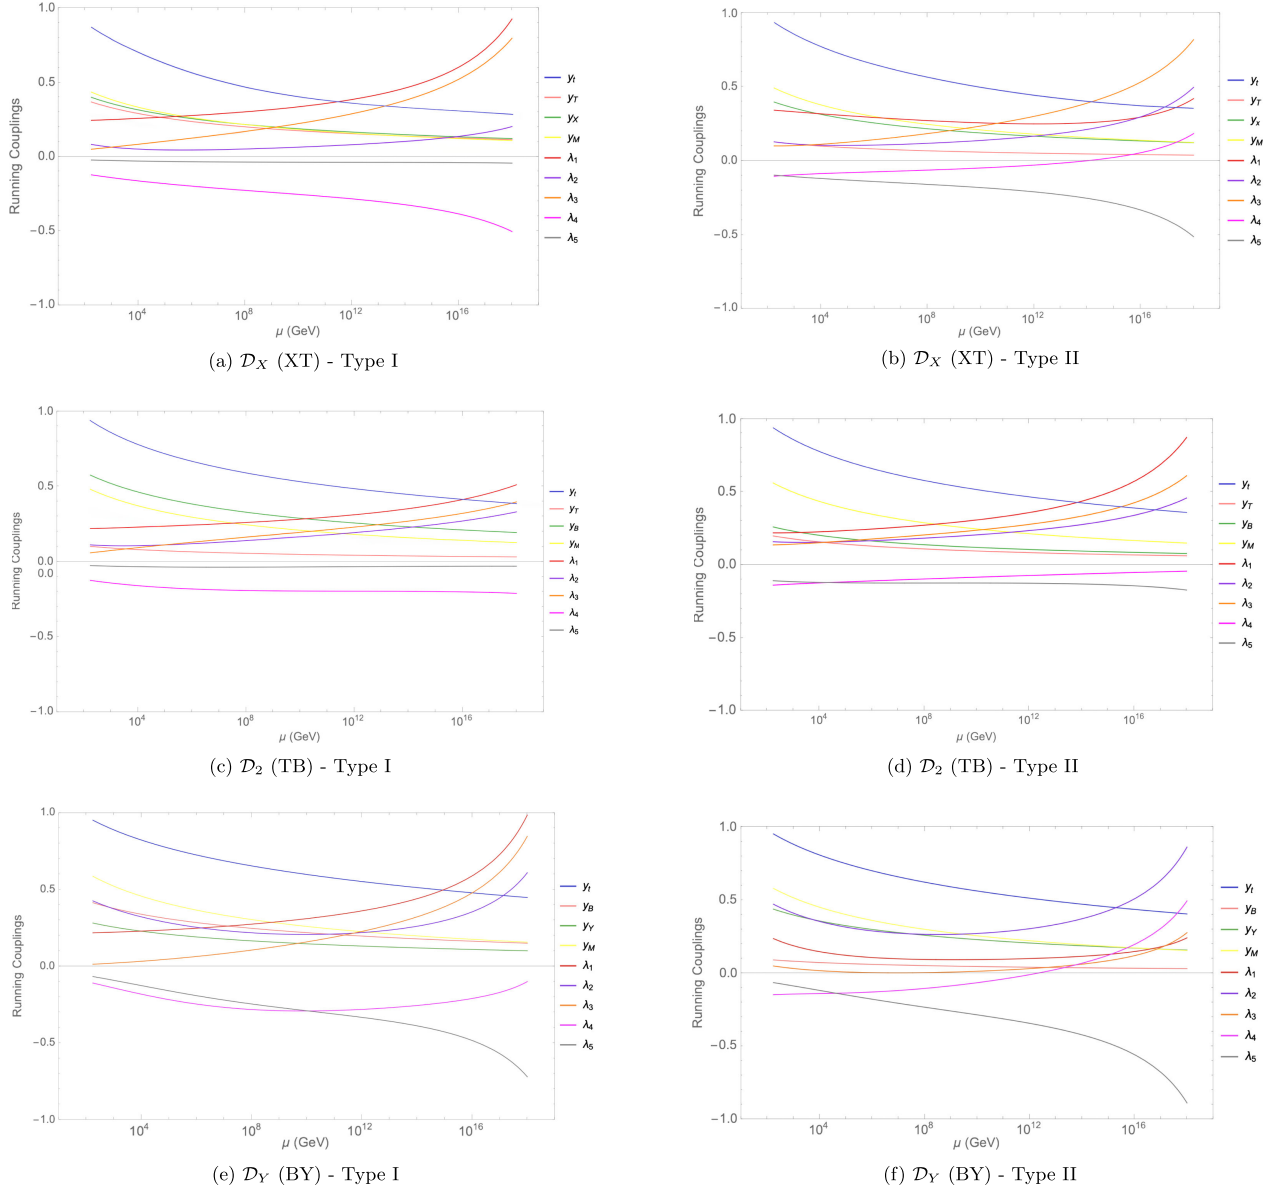 1.0
0.5
0.0
−0.5
−1.0
Running Couplings
10^4
10^8
10^12
10^16
μ (GeV)
y_t
y_T
y_X
y_M
λ_1
λ_2
λ_3
λ_4
λ_5
(a) 𝒟_X (XT) - Type I
1.0
0.5
0.0
−0.5
−1.0
Running Couplings
10^4
10^8
10^12
10^16
μ (GeV)
y_t
y_T
y_x
y_M
λ_1
λ_2
λ_3
λ_4
λ_5
(b) 𝒟_X (XT) - Type II
1.0
0.5
0.0
0.0
−0.5
−1.0
Running Couplings
10^4
10^8
10^12
10^16
μ (GeV)
y_t
y_T
y_B
y_M
λ_1
λ_2
λ_3
λ_4
λ_5
(c) 𝒟_2 (TB) - Type I
1.0
0.5
0.0
−0.5
−1.0
Running Couplings
10^4
10^8
10^12
10^16
μ (GeV)
y_t
y_T
y_B
y_M
λ_1
λ_2
λ_3
λ_4
λ_5
(d) 𝒟_2 (TB) - Type II
1.0
0.5
0.0
−0.5
−1.0
Running Couplings
10^4
10^8
10^12
10^16
μ (GeV)
y_t
y_B
y_Y
y_M
λ_1
λ_2
λ_3
λ_4
λ_5
(e) 𝒟_Y (BY) - Type I
1.0
0.5
0.0
−0.5
−1.0
Running Couplings
10^4
10^8
10^12
10^16
μ (GeV)
y_t
y_B
y_Y
y_M
λ_1
λ_2
λ_3
λ_4
λ_5
(f) 𝒟_Y (BY) - Type II